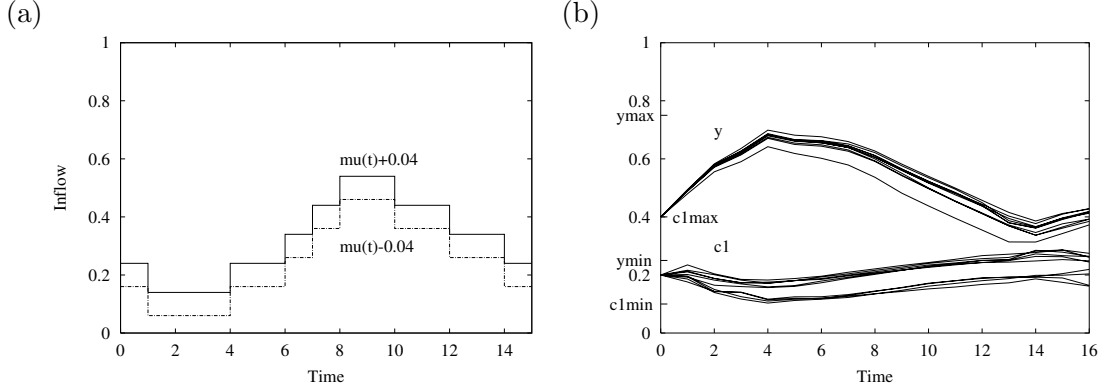 (a)
1
0.8
0.6
0.4
0.2
0
0 2 4 6 8 10 12 14
Inflow
Time
mu(t)+0.04
mu(t)-0.04
(b)
1
0.8
ymax
0.6
0.4
c1max
ymin
0.2
c1min
0
0 2 4 6 8 10 12 14 16
Time
y
c1